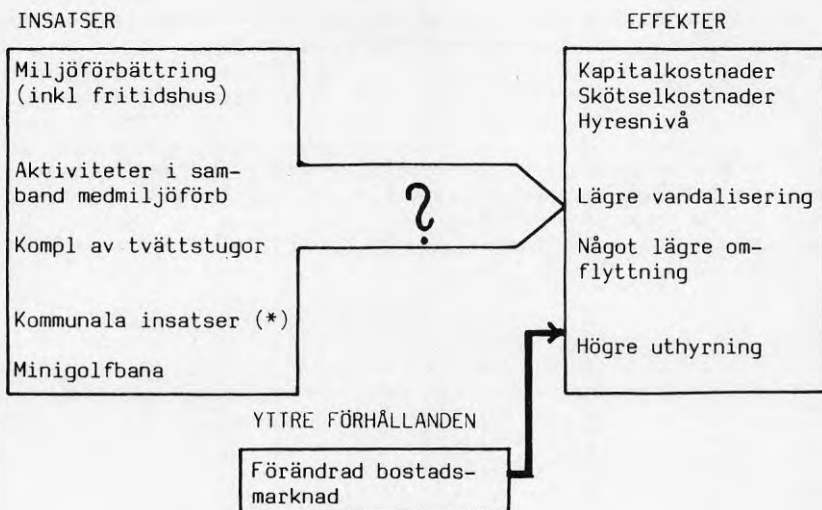 INSATSER
Miljöförbättring
(inkl fritidshus)
Aktiviteter i sam-
band medmiljöförb
Kompl av tvättstugor
Kommunala insatser (*)
Minigolfbana
?
EFFEKTER
Kapitalkostnader
Skötselkostnader
Hyresnivå
Lägre vandalisering
Något lägre om-
flyttning
Högre uthyrning
YTTRE FÖRHÅLLANDEN
Förändrad bostads-
marknad